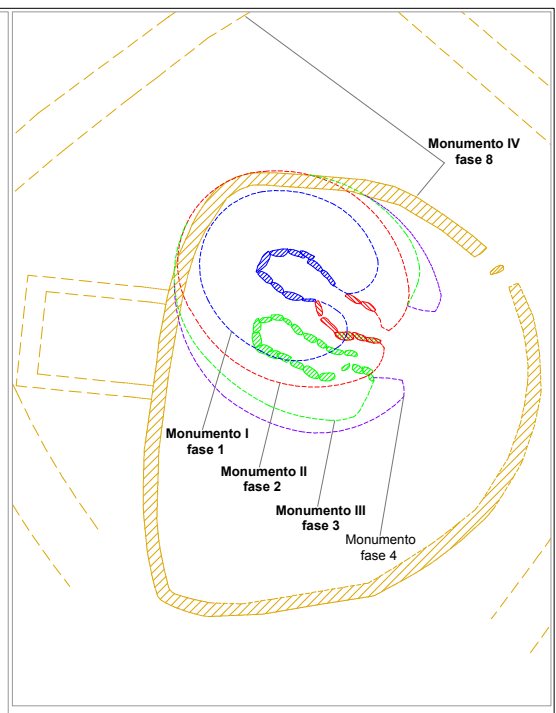 Monumento IV
fase 8
Monumento I
fase 1
Monumento II
fase 2
Monumento III
fase 3
Monumento
fase 4